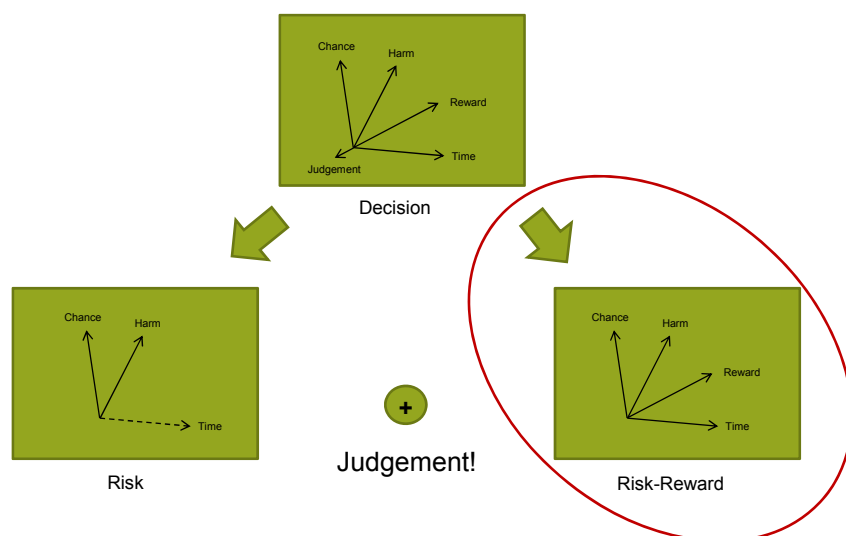 Chance
Harm
Reward
Judgement
Time
Decision
Chance
Harm
Time
Risk
+
Judgement!
Chance
Harm
Reward
Time
Risk-Reward